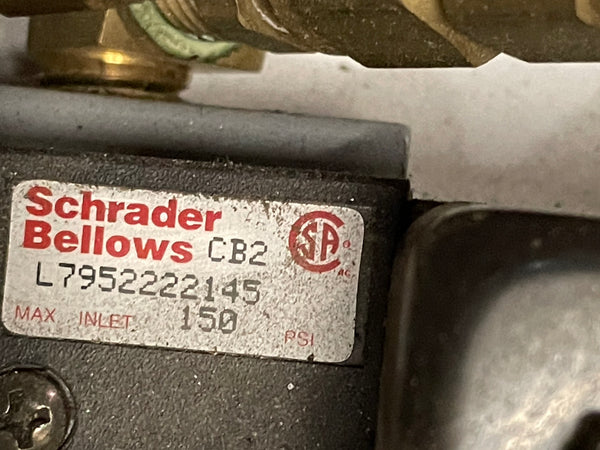 Schrader
Bellows CB2
L7952222145
MAX INLET 150 PSI